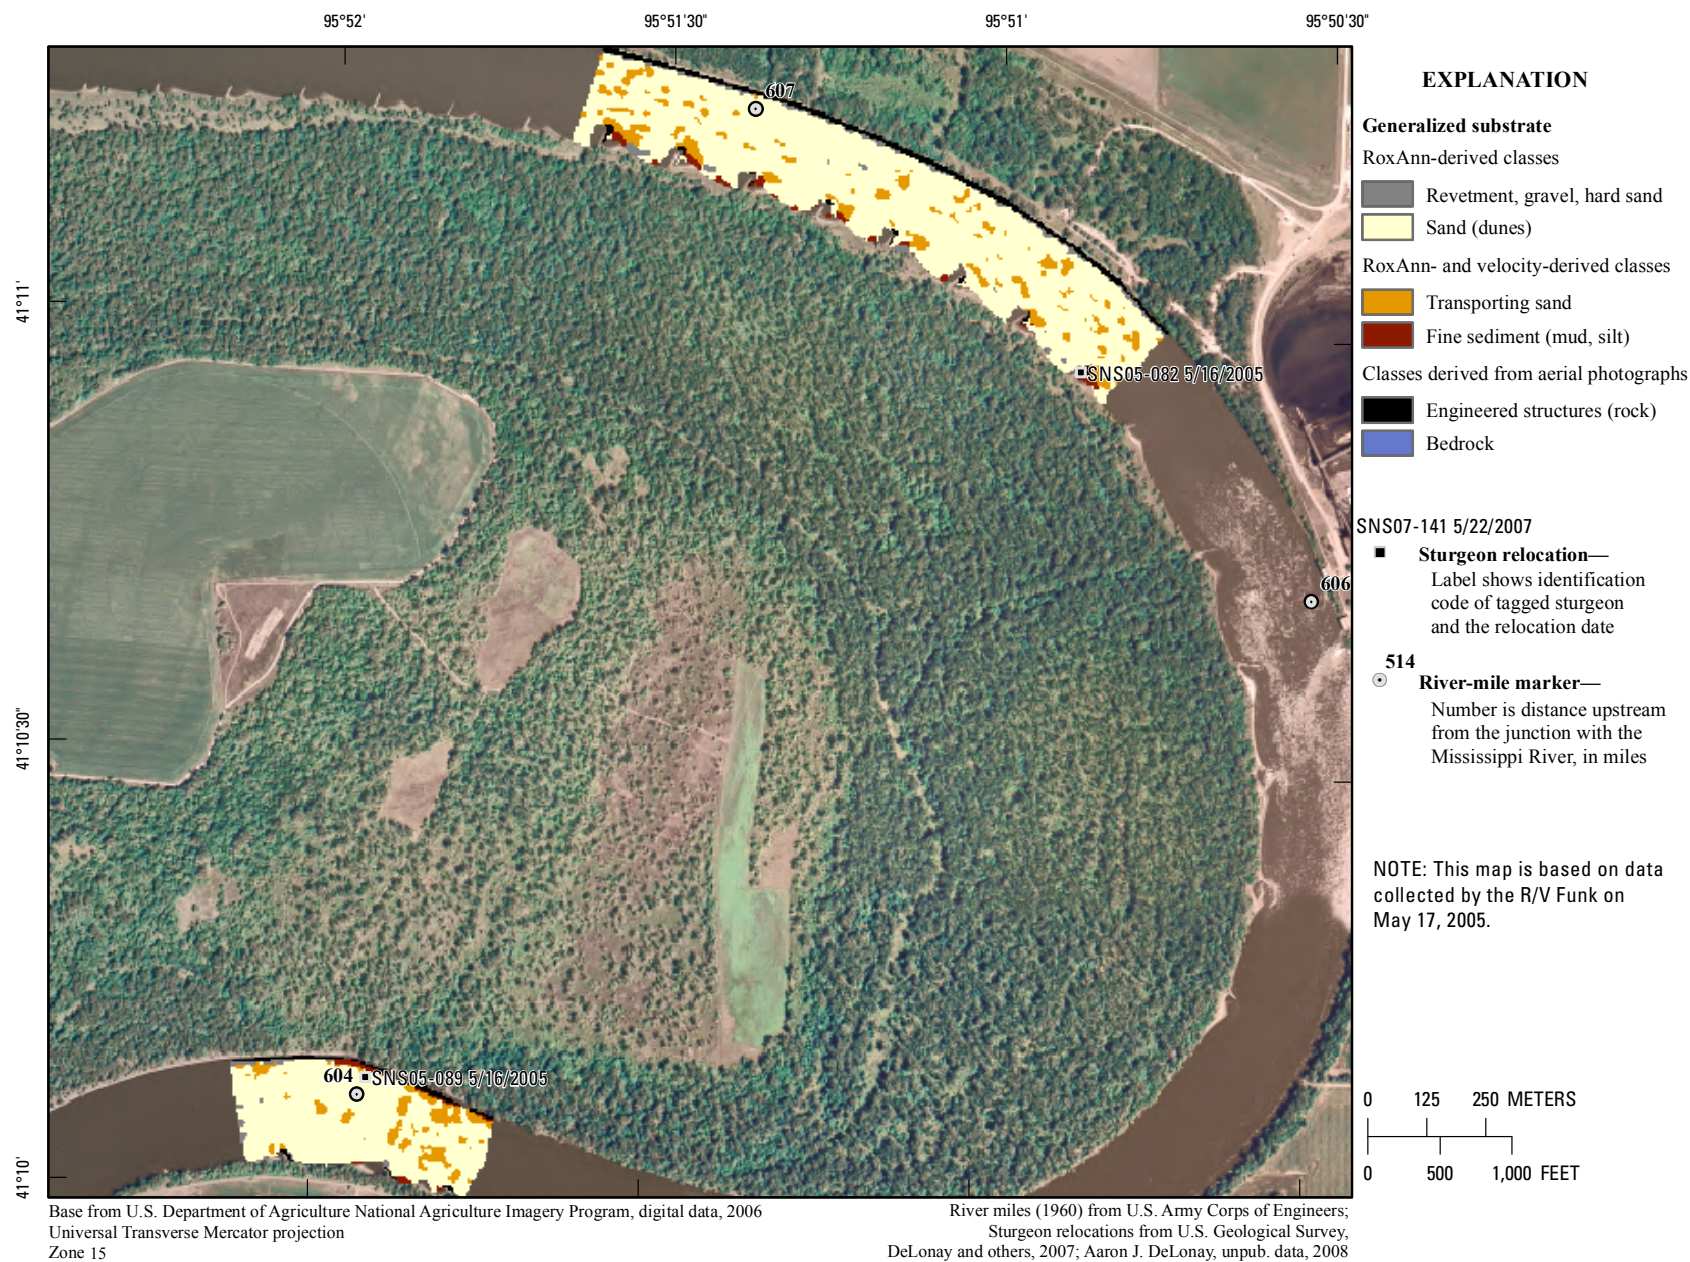 95°52'
95°51'30"
95°51'
95°50'30"
607
41°11'
SNS05-082 5/16/2005
606
41°10'30"
604
SNS05-089 5/16/2005
41°10'
EXPLANATION
Generalized substrate
RoxAnn-derived classes
Revetment, gravel, hard sand
Sand (dunes)
RoxAnn- and velocity-derived classes
Transporting sand
Fine sediment (mud, silt)
Classes derived from aerial photographs
Engineered structures (rock)
Bedrock
SNS07-141 5/22/2007
Sturgeon relocation—
Label shows identification
code of tagged sturgeon
and the relocation date
514
River-mile marker—
Number is distance upstream
from the junction with the
Mississippi River, in miles
NOTE: This map is based on data
collected by the R/V Funk on
May 17, 2005.
0 125 250 METERS
0 500 1,000 FEET
Base from U.S. Department of Agriculture National Agriculture Imagery Program, digital data, 2006
Universal Transverse Mercator projection
Zone 15
River miles (1960) from U.S. Army Corps of Engineers;
Sturgeon relocations from U.S. Geological Survey,
DeLonay and others, 2007; Aaron J. DeLonay, unpub. data, 2008